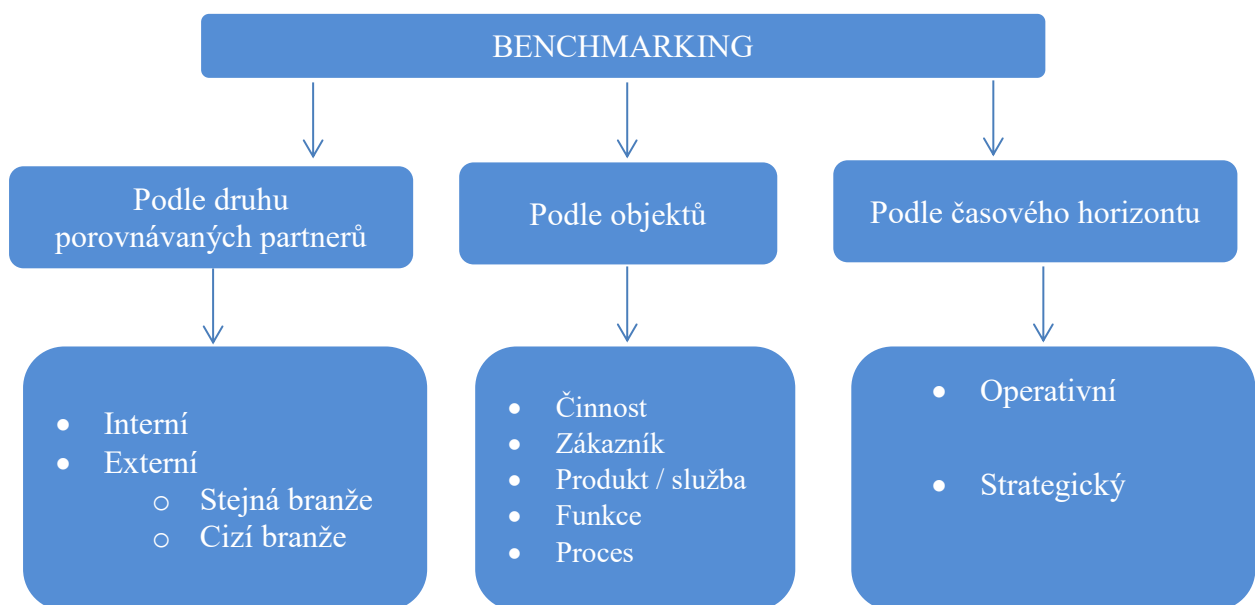 BENCHMARKING
Podle druhu
porovnávaných partnerů
Podle objektů
Podle časového horizontu
• Interní
• Externí
o Stejná branže
o Cizí branže
• Činnost
• Zákazník
• Produkt / služba
• Funkce
• Proces
• Operativní
• Strategický